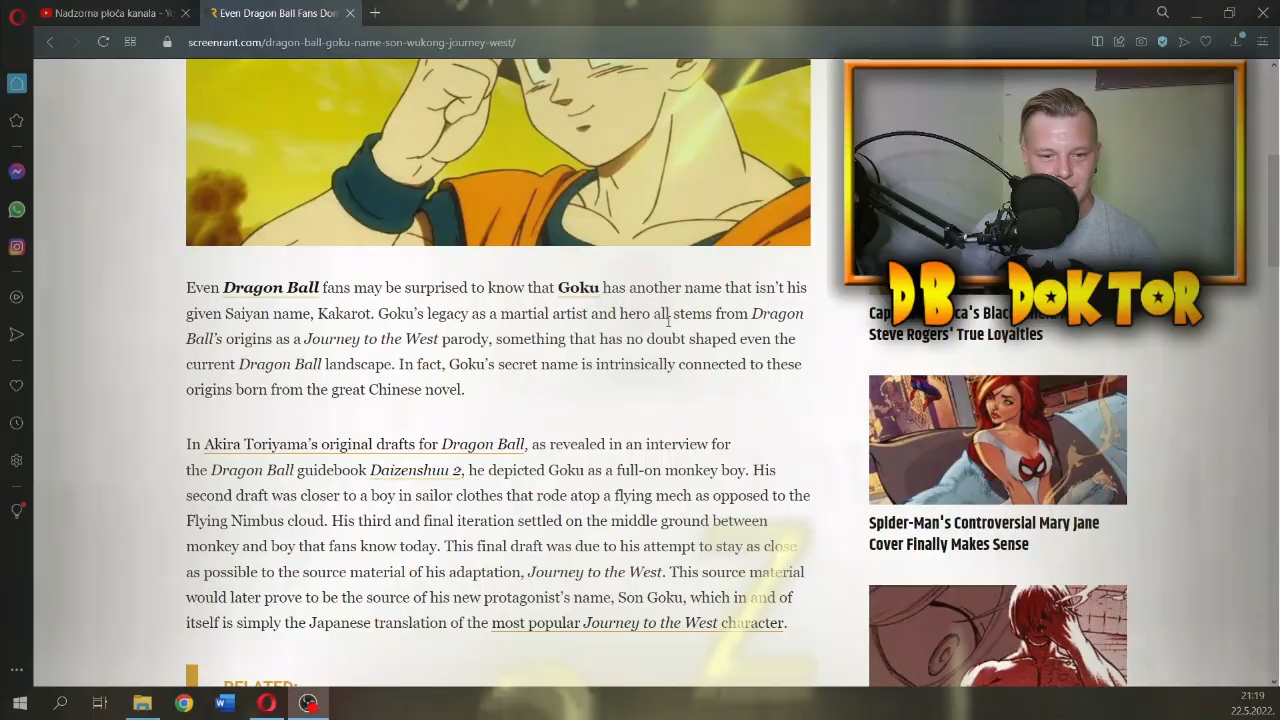 Nadzorna ploča kanala - Yo
Even Dragon Ball Fans Don
screenrant.com/dragon-ball-goku-name-son-wukong-journey-west/
DB DOKTOR
Even Dragon Ball fans may be surprised to know that Goku has another name that isn't his
given Saiyan name, Kakarot. Goku's legacy as a martial artist and hero all stems from Dragon
Ball's origins as a Journey to the West parody, something that has no doubt shaped even the
current Dragon Ball landscape. In fact, Goku's secret name is intrinsically connected to these
origins born from the great Chinese novel.
In Akira Toriyama's original drafts for Dragon Ball, as revealed in an interview for
the Dragon Ball guidebook Daizenshuu 2, he depicted Goku as a full-on monkey boy. His
second draft was closer to a boy in sailor clothes that rode atop a flying mech as opposed to the
Flying Nimbus cloud. His third and final iteration settled on the middle ground between
monkey and boy that fans know today. This final draft was due to his attempt to stay as close
as possible to the source material of his adaptation, Journey to the West. This source material
would later prove to be the source of his new protagonist's name, Son Goku, which in and of
itself is simply the Japanese translation of the most popular Journey to the West character.
RELATED:
Steve Rogers' True Loyalties
Spider-Man's Controversial Mary Jane
Cover Finally Makes Sense
21:19
22.5.2022.